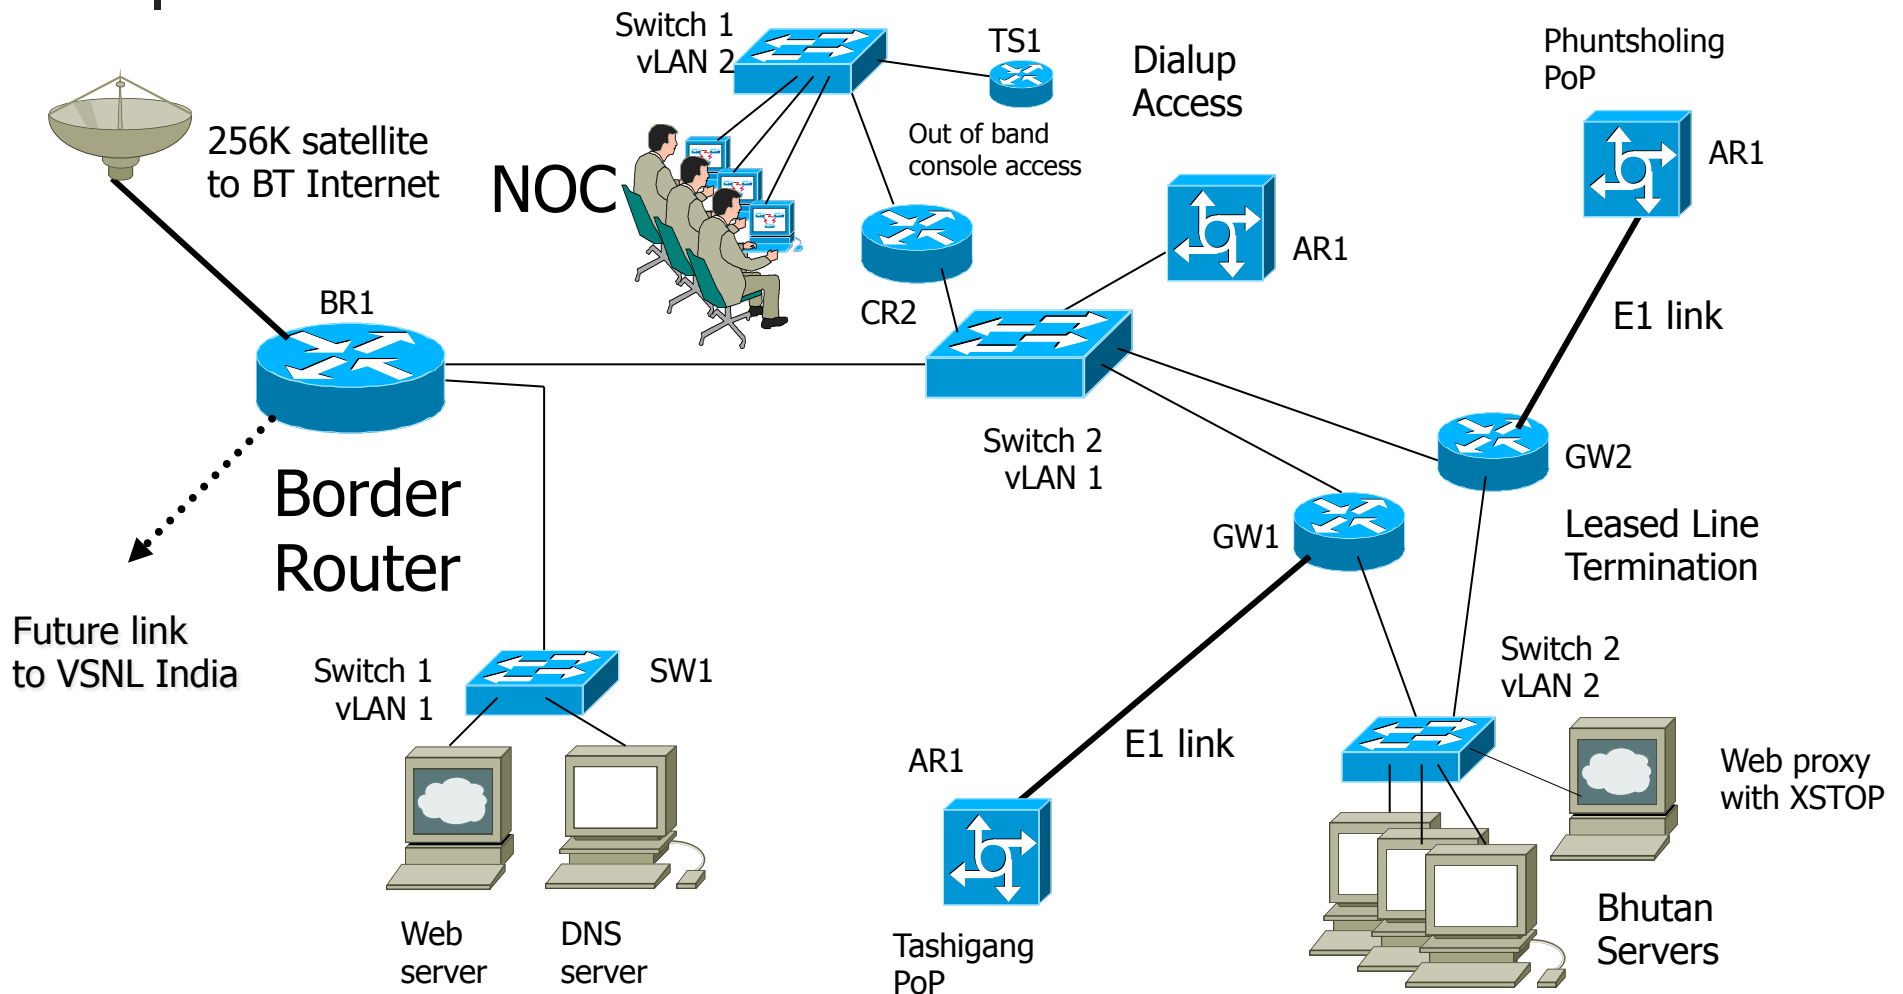 Switch 1
vLAN 2
TS1
Dialup
Access
Phuntsholing
PoP
256K satellite
to BT Internet
NOC
Out of band
console access
AR1
AR1
BR1
CR2
E1 link
Switch 2
vLAN 1
GW2
Border
Router
GW1
Leased Line
Termination
Future link
to VSNL India
Switch 1
vLAN 1
SW1
Switch 2
vLAN 2
E1 link
AR1
Web proxy
with XSTOP
Web
server
DNS
server
Tashigang
PoP
Bhutan
Servers